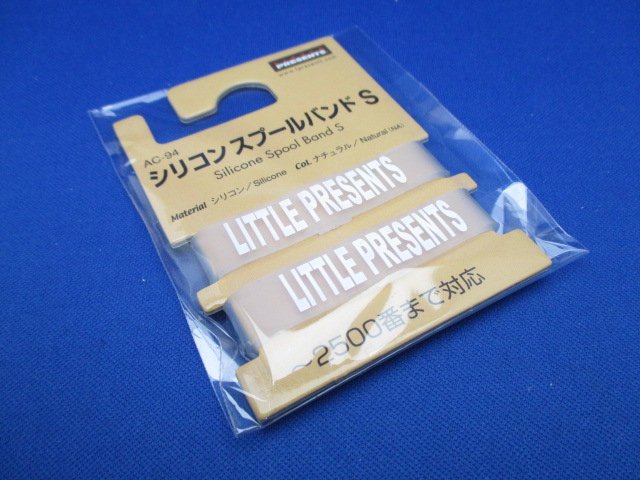 PRESENTS
AC-94
シリコンスプールバンド S
Silicone Spool Band S
Material シリコン/Silicone Col. ナチュラル/Natural (NA)
LITTLE PRESENTS
LITTLE PRESENTS
～2500番まで対応